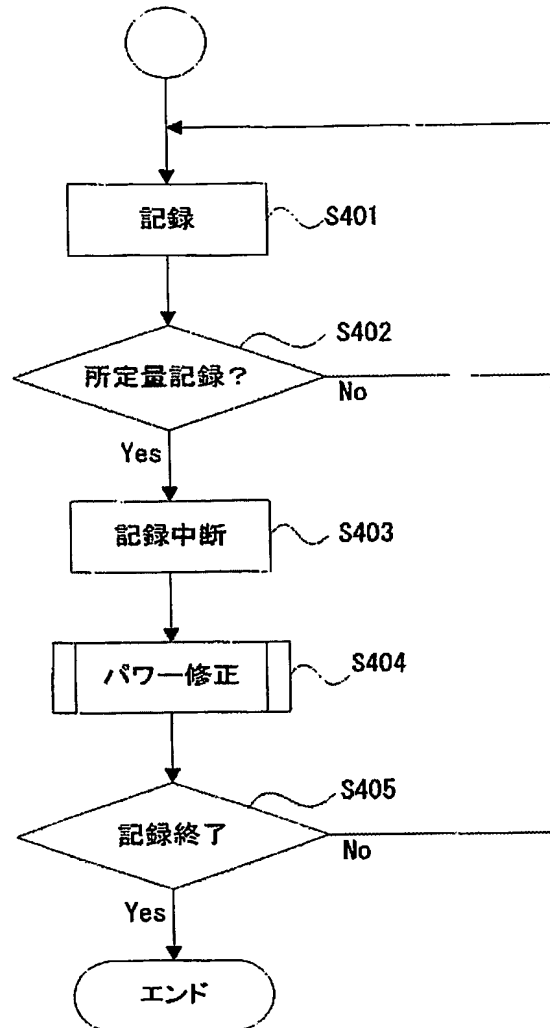 記録
S401
所定量記録?
S402
No
Yes
記録中断
S403
パワー修正
S404
記録終了
S405
No
Yes
エンド